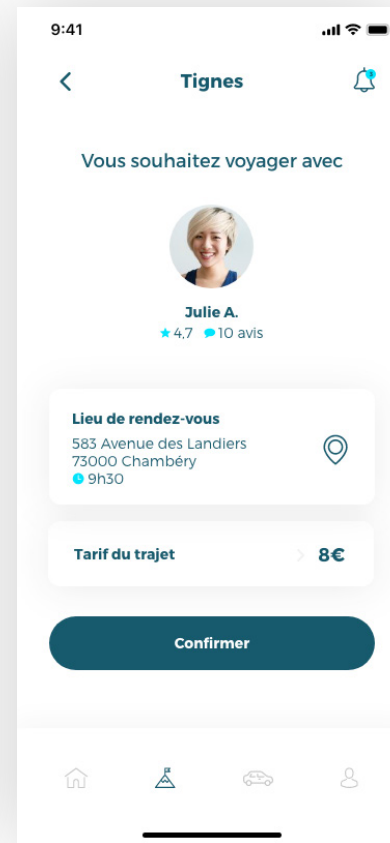 9:41
Tignes
Vous souhaitez voyager avec
Julie A.
4,7 10 avis
Lieu de rendez-vous
583 Avenue des Landiers
73000 Chambéry
9h30
Tarif du trajet 8€
Confirmer